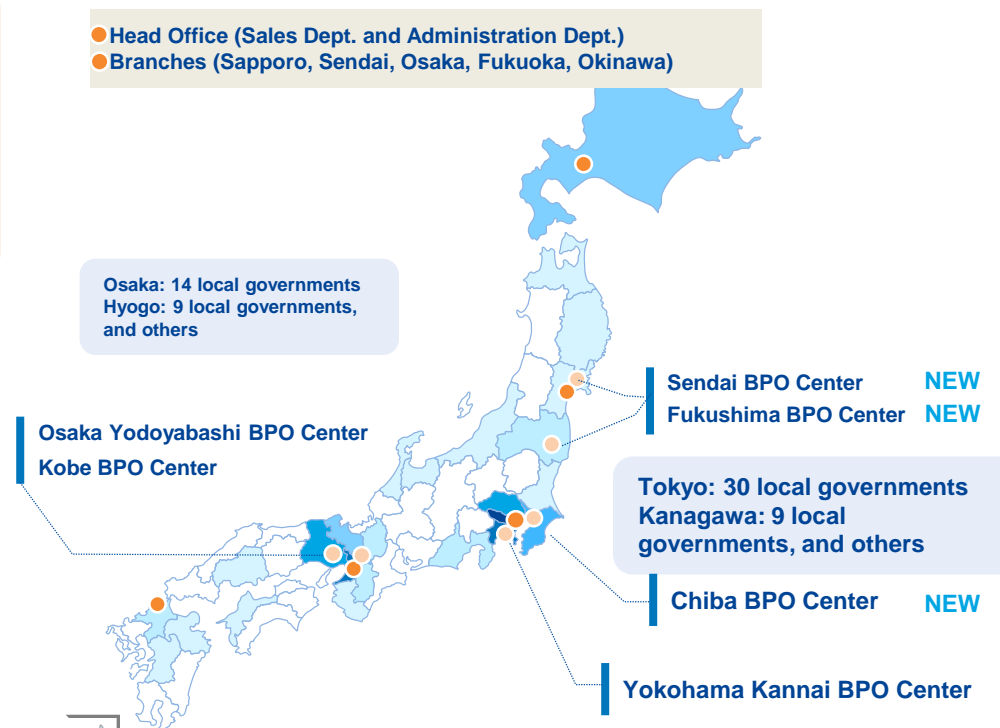 Head Office (Sales Dept. and Administration Dept.)
Branches (Sapporo, Sendai, Osaka, Fukuoka, Okinawa)
Osaka: 14 local governments
Hyogo: 9 local governments,
and others
Sendai BPO Center NEW
Fukushima BPO Center NEW
Osaka Yodoyabashi BPO Center
Kobe BPO Center
Tokyo: 30 local governments
Kanagawa: 9 local
governments, and others
Chiba BPO Center NEW
Yokohama Kannai BPO Center